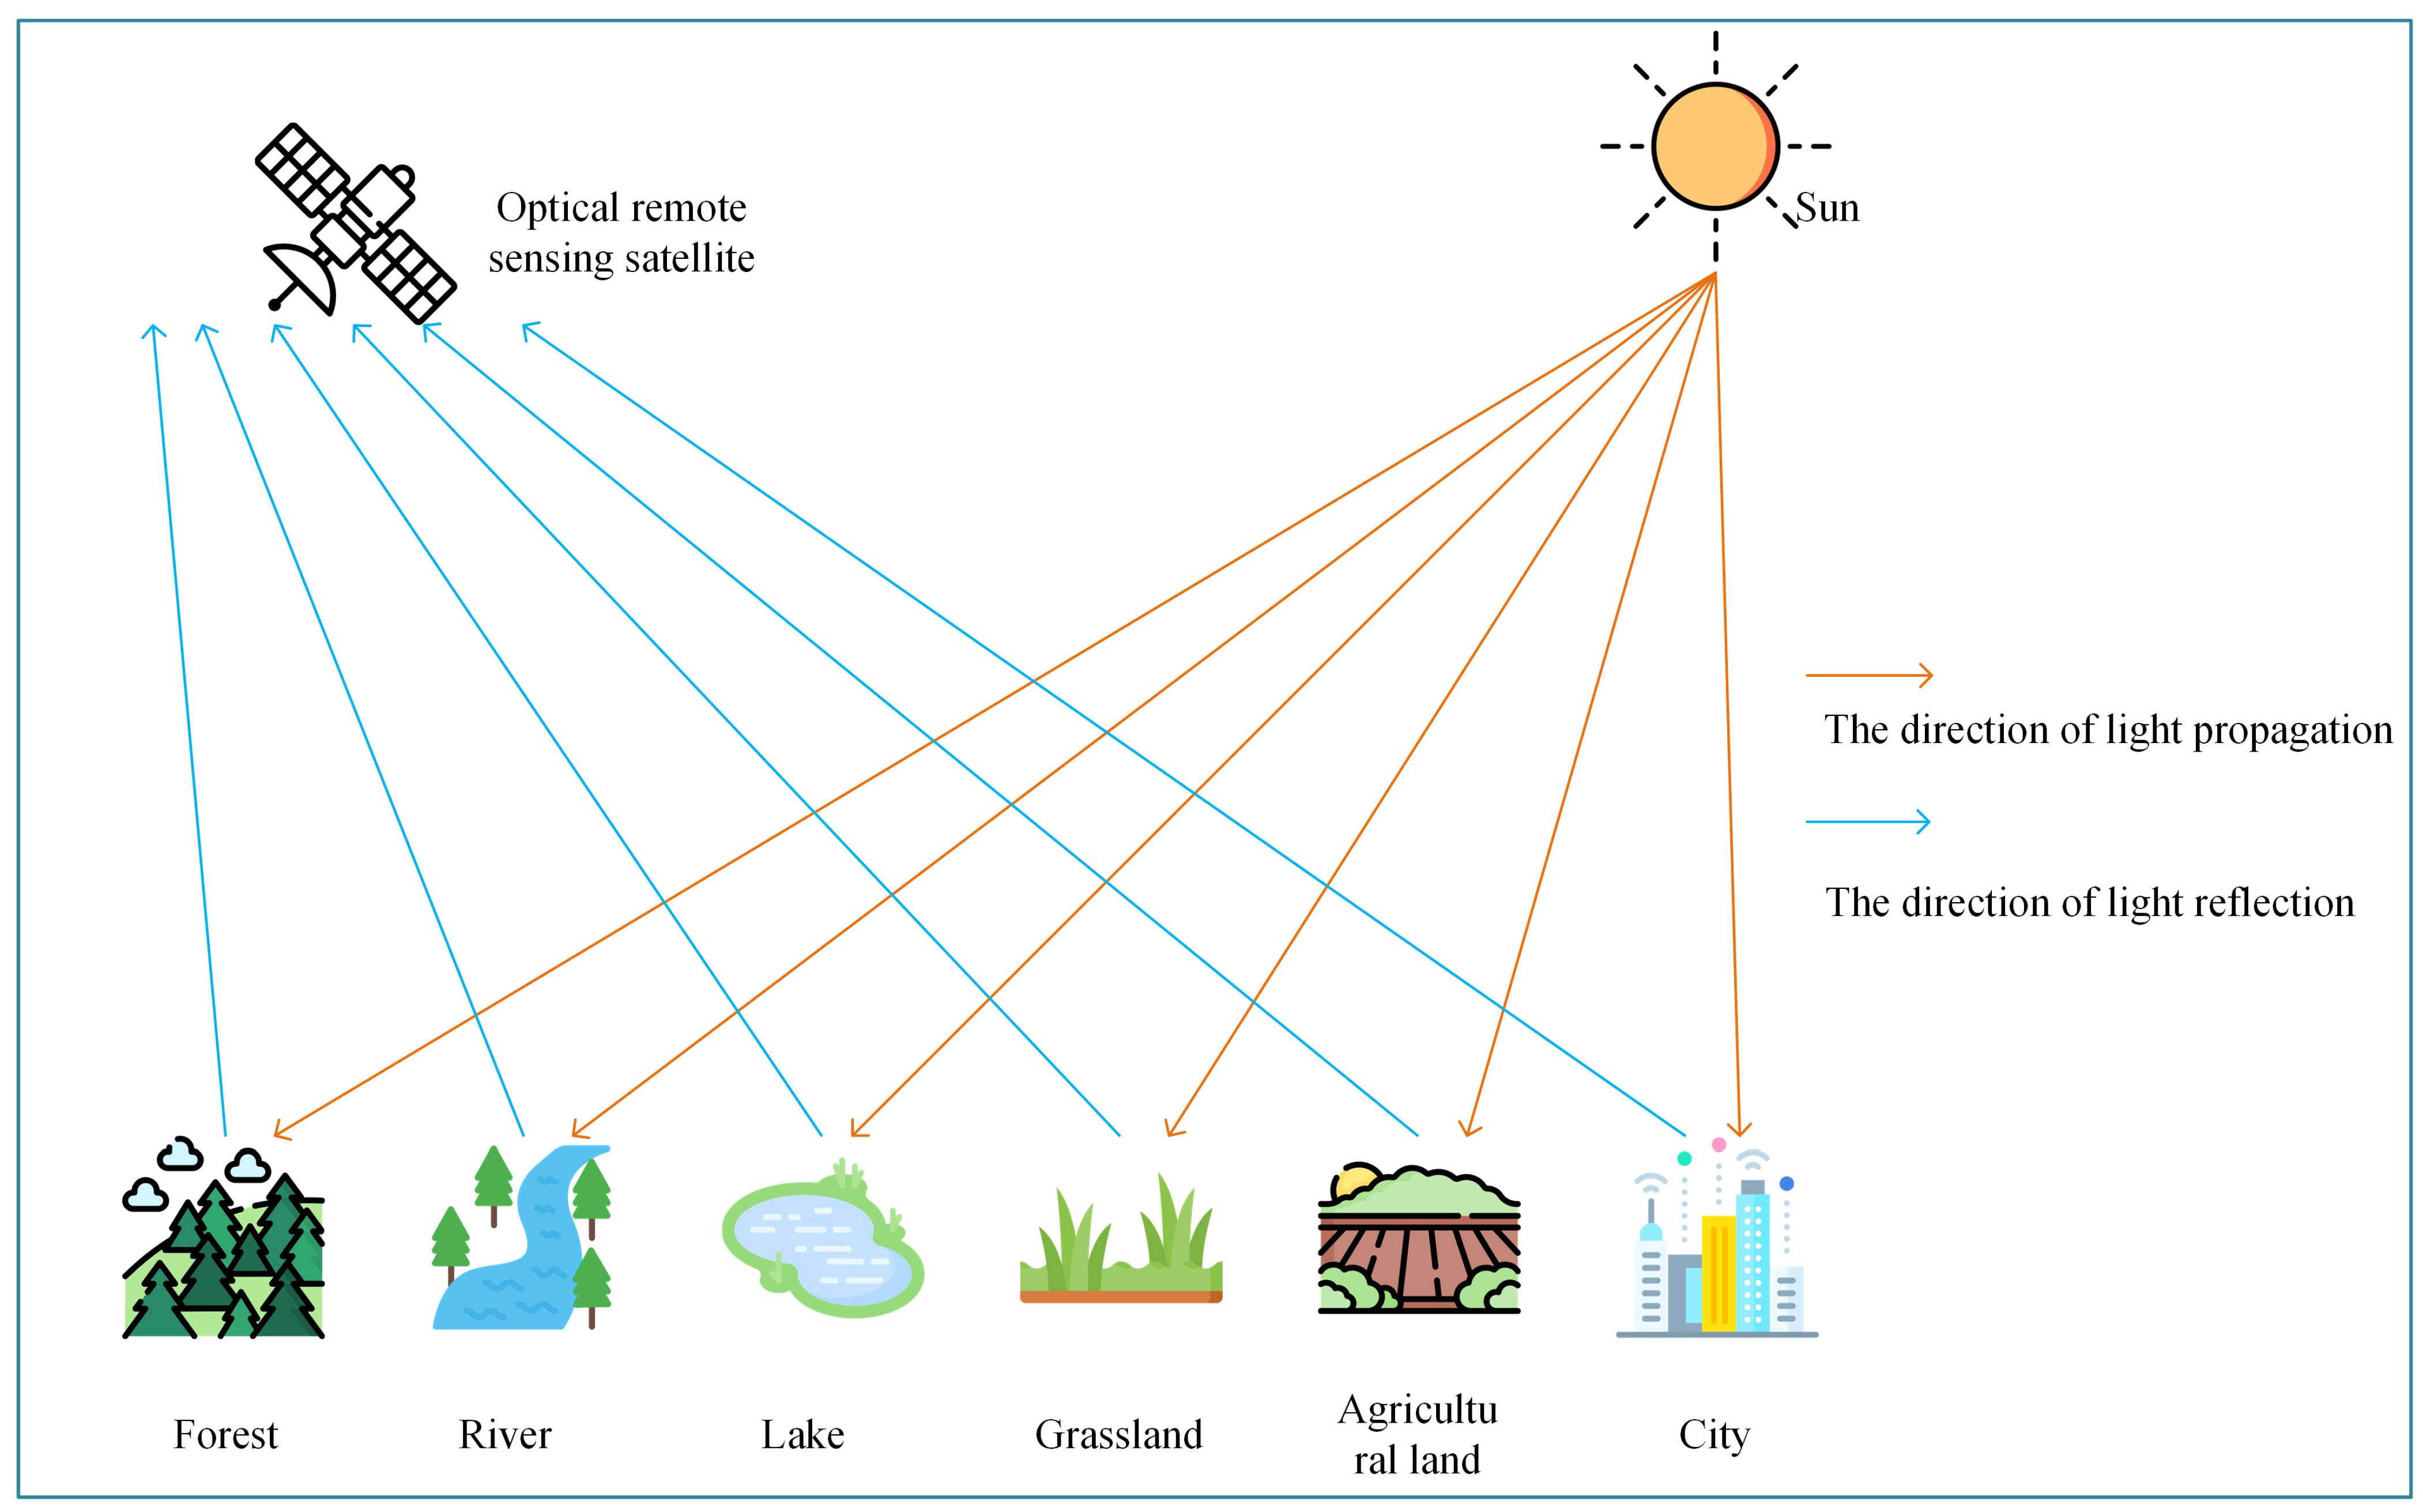 Optical remote
sensing satellite
Sun
The direction of light propagation
The direction of light reflection
Forest
River
Lake
Grassland
Agricultu
ral land
City